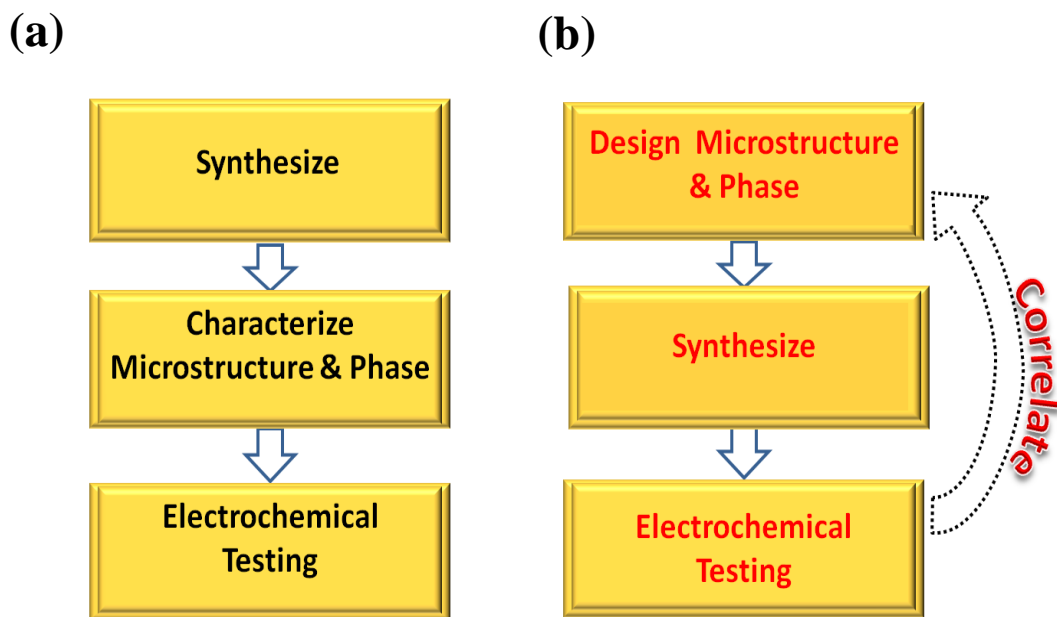 (a)
Synthesize
Characterize
Microstructure & Phase
Electrochemical
Testing
(b)
Design Microstructure
& Phase
Synthesize
Electrochemical
Testing
Correlate